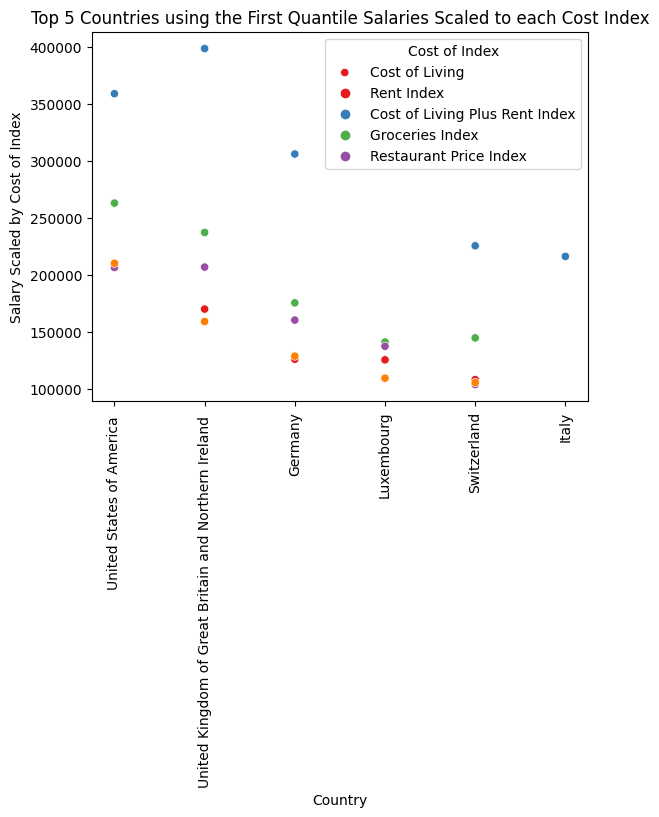 Top 5 Countries using the First Quantile Salaries Scaled to each Cost Index
Cost of Index
Cost of Living
Rent Index
Cost of Living Plus Rent Index
Groceries Index
Restaurant Price Index
Salary Scaled by Cost of Index
400000
350000
300000
250000
200000
150000
100000
United States of America
United Kingdom of Great Britain and Northern Ireland
Germany
Luxembourg
Switzerland
Italy
Country